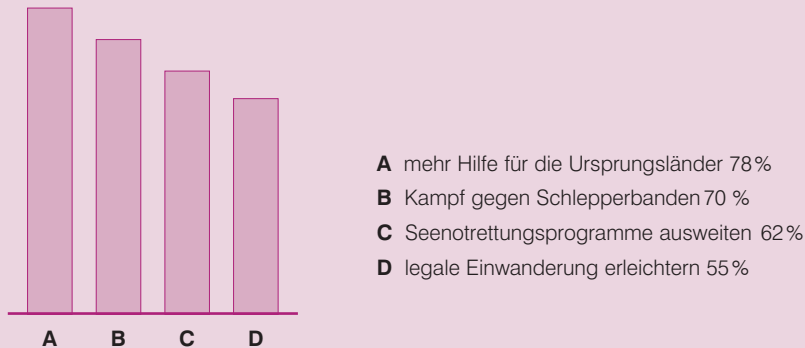 A mehr Hilfe für die Ursprungsländer 78%
B Kampf gegen Schlepperbanden 70 %
C Seenotrettungsprogramme ausweiten 62%
D legale Einwanderung erleichtern 55%
A B C D